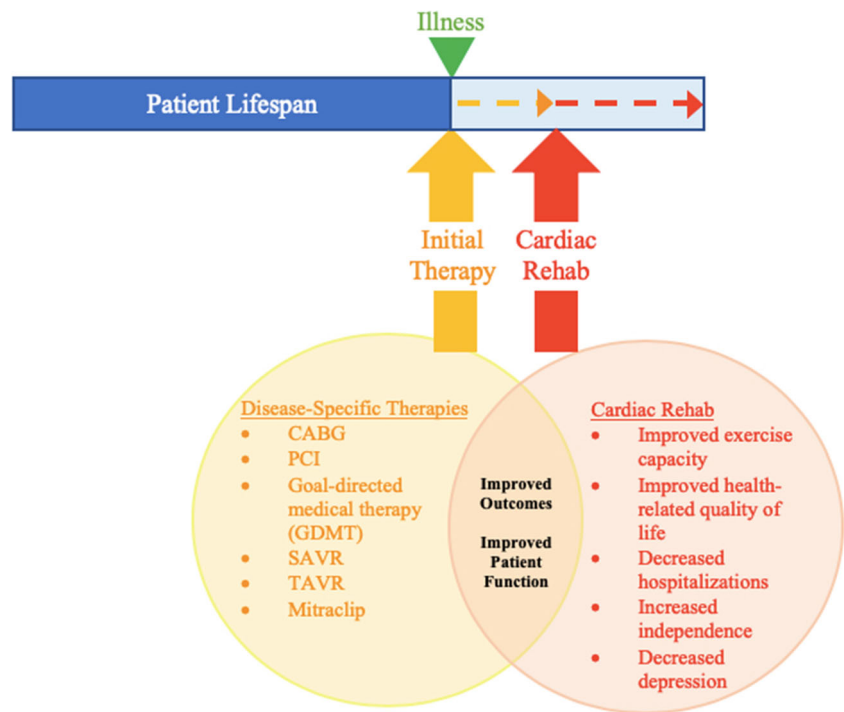 Illness
Patient Lifespan
Initial
Therapy
Cardiac
Rehab
Disease-Specific Therapies
• CABG
• PCI
• Goal-directed
medical therapy
(GDMT)
• SAVR
• TAVR
• Mitraclip
Improved
Outcomes
Improved
Patient
Function
Cardiac Rehab
• Improved exercise
capacity
• Improved health-
related quality of
life
• Decreased
hospitalizations
• Increased
independence
• Decreased
depression